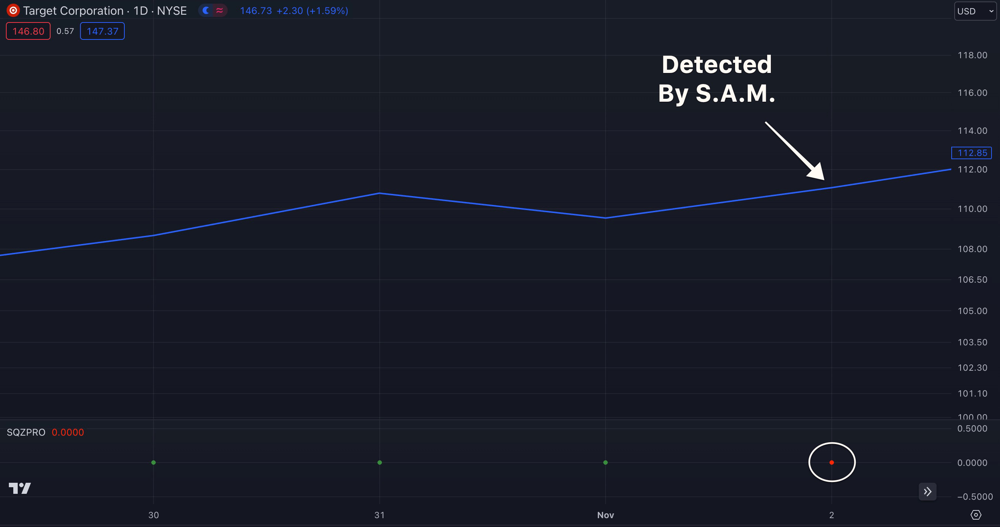 Target Corporation · 1D · NYSE 146.73 +2.30 (+1.59%) USD
146.80 0.57 147.37
Detected
By S.A.M.
118.00
116.00
114.00
112.85
112.00
110.00
108.00
106.50
105.00
103.50
102.30
101.10
100.00
SQZPRO 0.0000
0.5000
0.0000
−0.5000
30 31 Nov 2